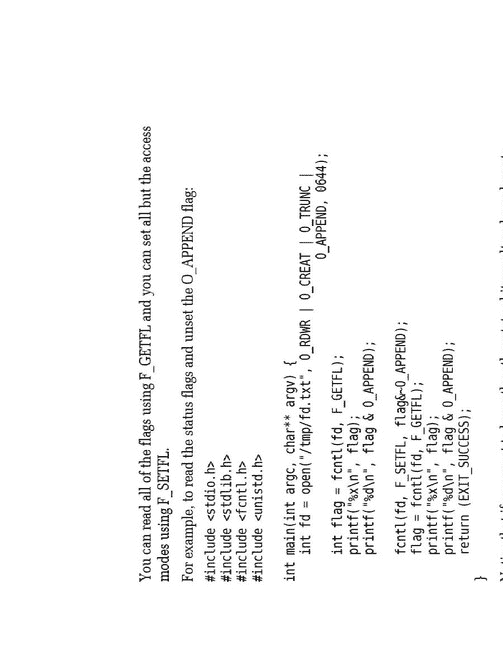 You can read all of the flags using F_GETFL and you can set all but the access
modes using F_SETFL.
For example, to read the status flags and unset the O_APPEND flag:
#include <stdio.h>
#include <stdlib.h>
#include <fcntl.h>
#include <unistd.h>
int main(int argc, char** argv) {
int fd = open("/tmp/fd.txt", O_RDWR | O_CREAT | O_TRUNC |
O_APPEND, 0644);
int flag = fcntl(fd, F_GETFL);
printf("%x\n", flag);
printf("%d\n", flag & O_APPEND);
fcntl(fd, F_SETFL, flag&~O_APPEND);
flag = fcntl(fd, F_GETFL);
printf("%x\n", flag);
printf("%d\n", flag & O_APPEND);
return (EXIT_SUCCESS);
}